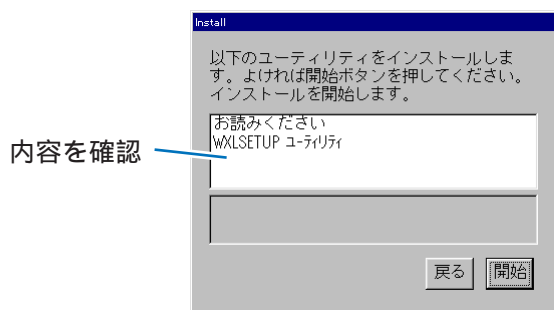 Install
以下のユーティリティをインストールしま
す。よければ開始ボタンを押してください。
インストールを開始します。
お読みください
WXLSETUP ﾕｰﾃｨﾘﾃｨ
内容を確認
戻る
開始